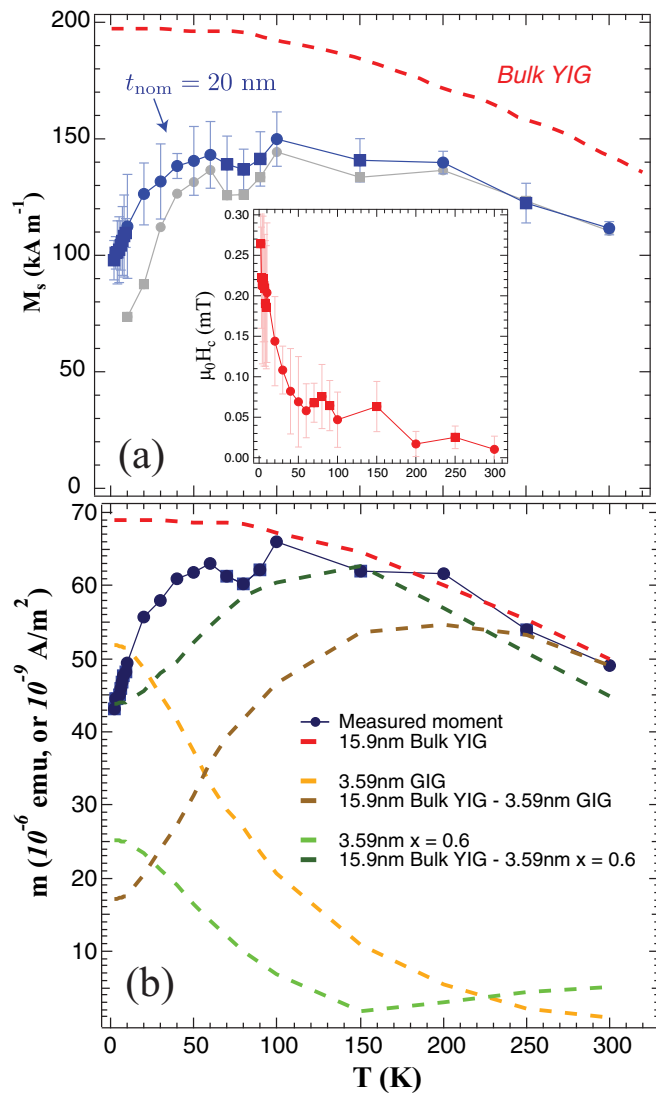 200
150
100
50
0
M_s (kA m⁻¹)
Bulk YIG
t_nom = 20 nm
0.30
0.25
0.20
0.15
0.10
0.05
0.00
μ₀H_c (mT)
0 50 100 150 200 250 300
(a)
70
60
50
40
30
20
10
m (10⁻⁶ emu, or 10⁻⁹ A/m²)
Measured moment
15.9nm Bulk YIG
3.59nm GIG
15.9nm Bulk YIG - 3.59nm GIG
3.59nm x = 0.6
15.9nm Bulk YIG - 3.59nm x = 0.6
(b)
0 50 100 150 200 250 300
T (K)